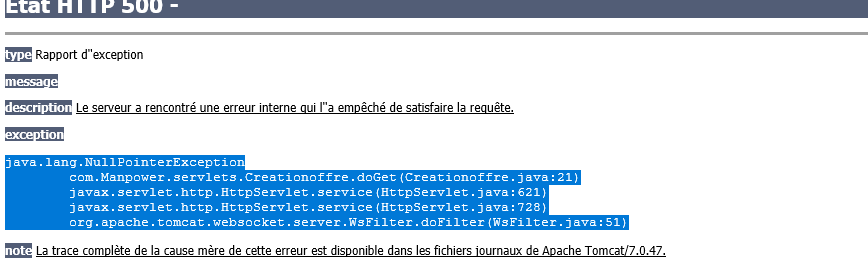 Etat HTTP 500 -
type Rapport d''exception
message
description Le serveur a rencontré une erreur interne qui l''a empêché de satisfaire la requête.
exception
java.lang.NullPointerException
com.Manpower.servlets.Creationoffre.doGet(Creationoffre.java:21)
javax.servlet.http.HttpServlet.service(HttpServlet.java:621)
javax.servlet.http.HttpServlet.service(HttpServlet.java:728)
org.apache.tomcat.websocket.server.WsFilter.doFilter(WsFilter.java:51)
note La trace complète de la cause mère de cette erreur est disponible dans les fichiers journaux de Apache Tomcat/7.0.47.